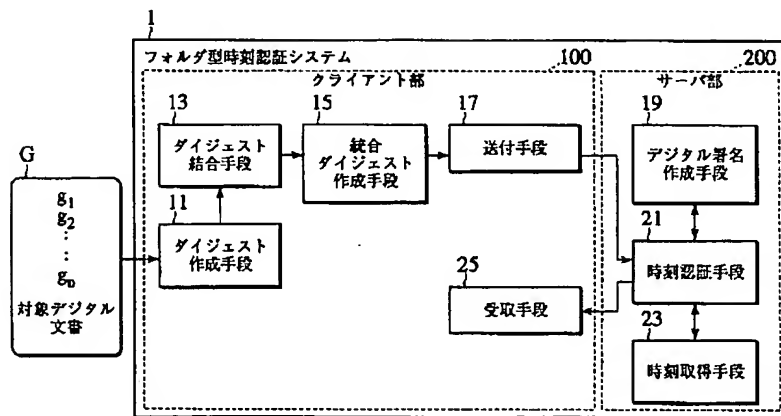 1
フォルダ型時刻認証システム
100
200
クライアント部
サーバ部
13
ダイジェスト
結合手段
15
統合
ダイジェスト
作成手段
17
送付手段
19
デジタル署名
作成手段
G
g1
g2
:
:
gn
対象デジタル
文書
11
ダイジェスト
作成手段
21
時刻認証手段
25
受取手段
23
時刻取得手段